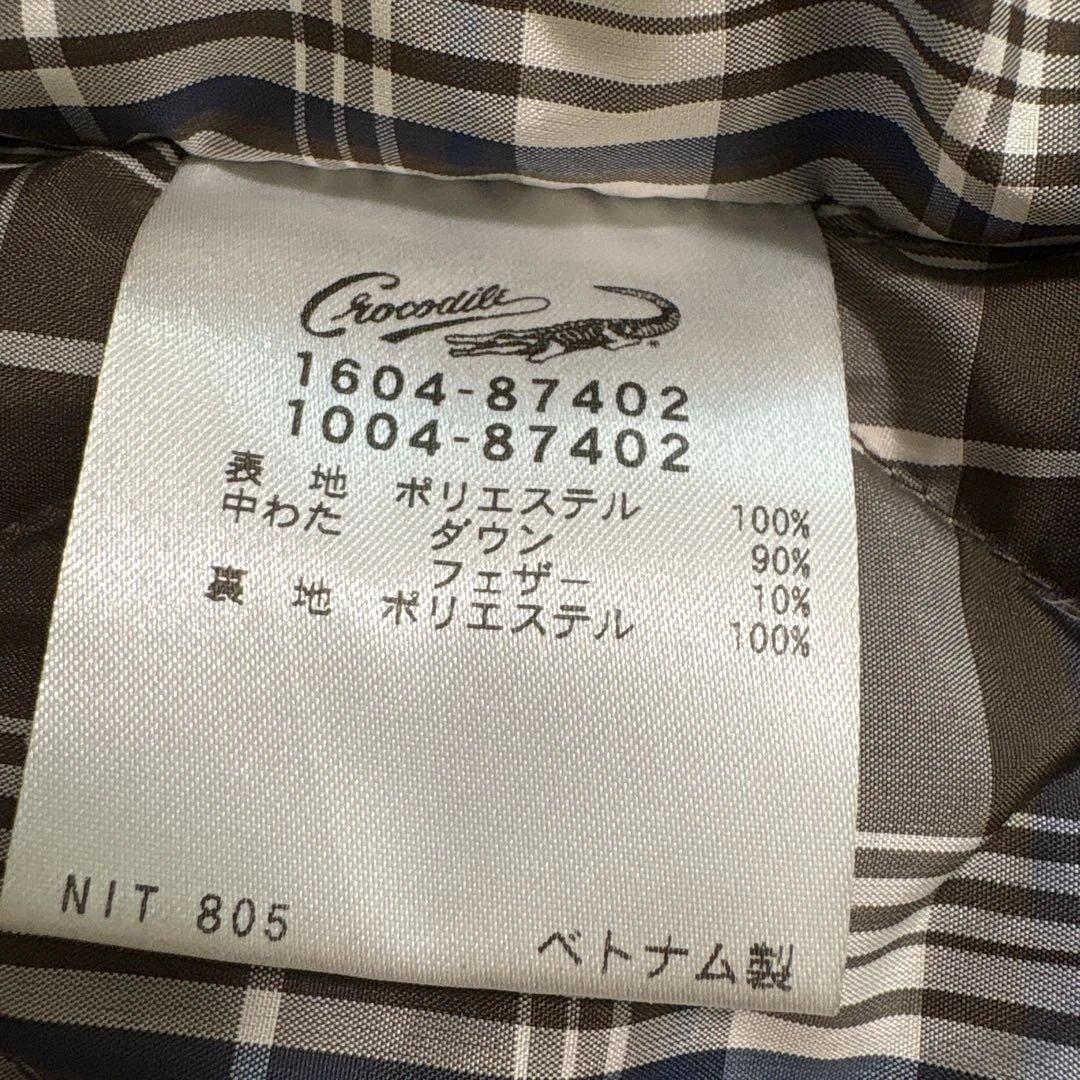 Crocodile
1604-87402
1004-87402
表 地 ポリエステル 100%
中わた ダウン 90%
フェザー 10%
裏 地 ポリエステル 100%
NIT 805
ベトナム製